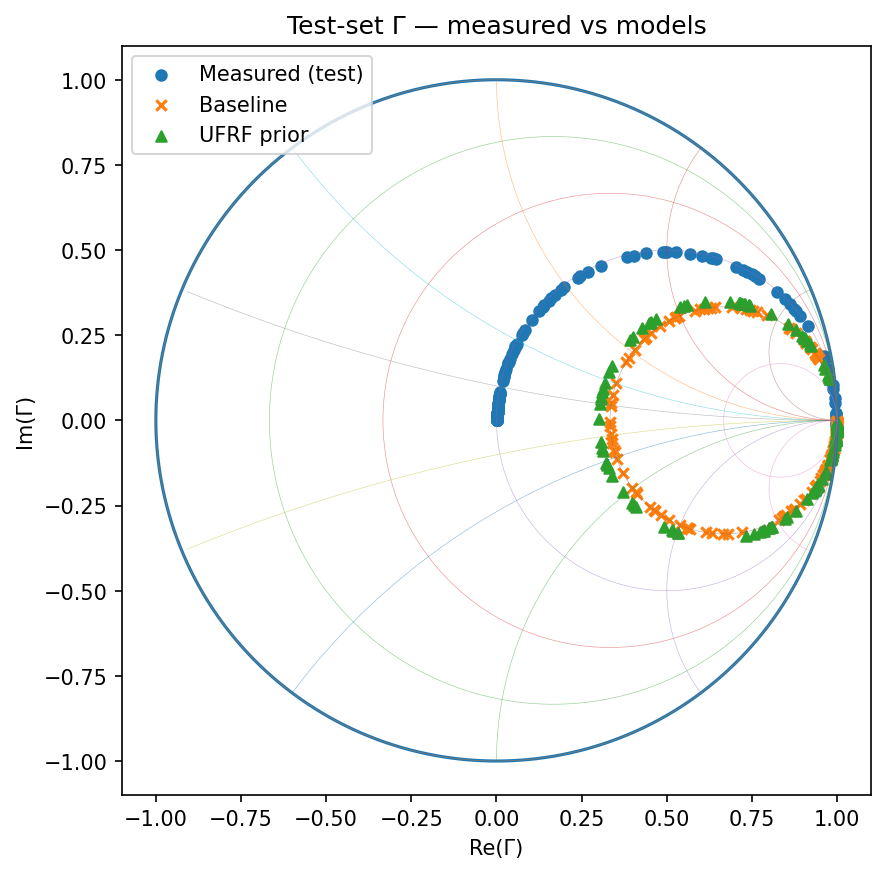 Test-set Γ — measured vs models
Measured (test)
Baseline
UFRF prior
1.00
0.75
0.50
0.25
0.00
−0.25
−0.50
−0.75
−1.00
Im(Γ)
−1.00 −0.75 −0.50 −0.25 0.00 0.25 0.50 0.75 1.00
Re(Γ)